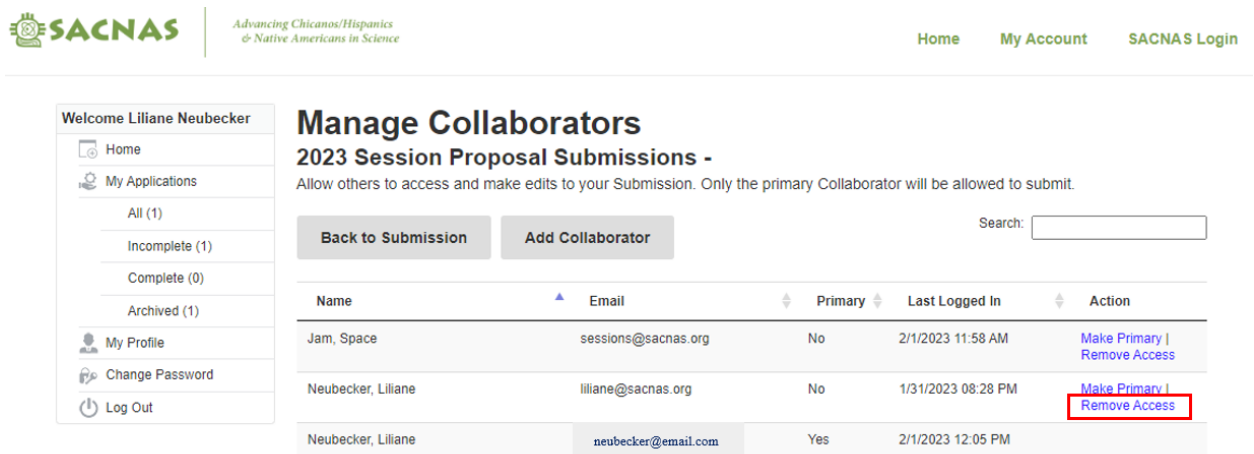 SACNAS
Advancing Chicanos/Hispanics
& Native Americans in Science
Home My Account SACNAS Login
Welcome Liliane Neubecker
Home
My Applications
All (1)
Incomplete (1)
Complete (0)
Archived (1)
My Profile
Change Password
Log Out
Manage Collaborators
2023 Session Proposal Submissions -
Allow others to access and make edits to your Submission. Only the primary Collaborator will be allowed to submit.
Back to Submission Add Collaborator
Search:
Name Email Primary Last Logged In Action
Jam, Space sessions@sacnas.org No 2/1/2023 11:58 AM Make Primary |
Remove Access
Neubecker, Liliane liliane@sacnas.org No 1/31/2023 08:28 PM Make Primary |
Remove Access
Neubecker, Liliane neubecker@email.com Yes 2/1/2023 12:05 PM